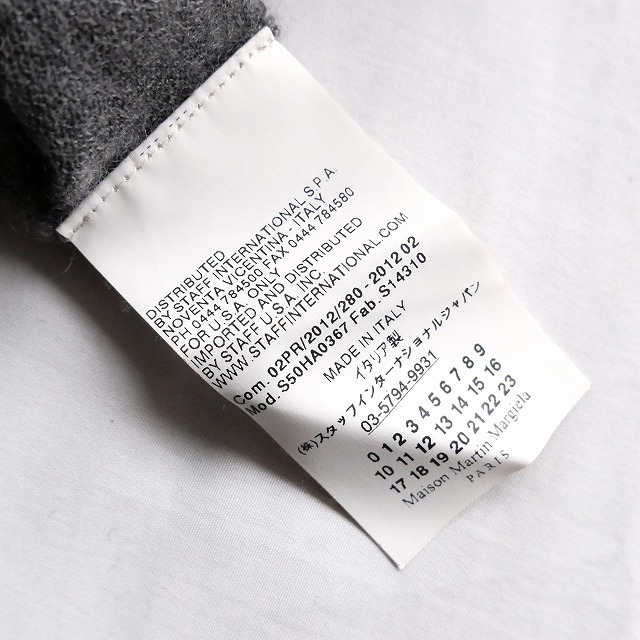 DISTRIBUTED
BY STAFF INTERNATIONAL S.P.A.
NOVENTA VICENTINA - ITALY
PH 0444 784500 FAX 0444 784580
FOR U.S.A. ONLY
IMPORTED AND DISTRIBUTED
BY STAFF U.S.A. INC.
WWW.STAFFINTERNATIONAL.COM
Com. 02PR/2012/280 - 2012 02
Mod. S50HA0367 Fab. S14310
MADE IN ITALY
イタリア製
(株)スタッフインターナショナルジャパン
03-5794-9931
0 1 2 3 4 5 6 7 8 9
10 11 12 13 14 15 16
17 18 19 20 21 22 23
Maison Martin Margiela
PARIS